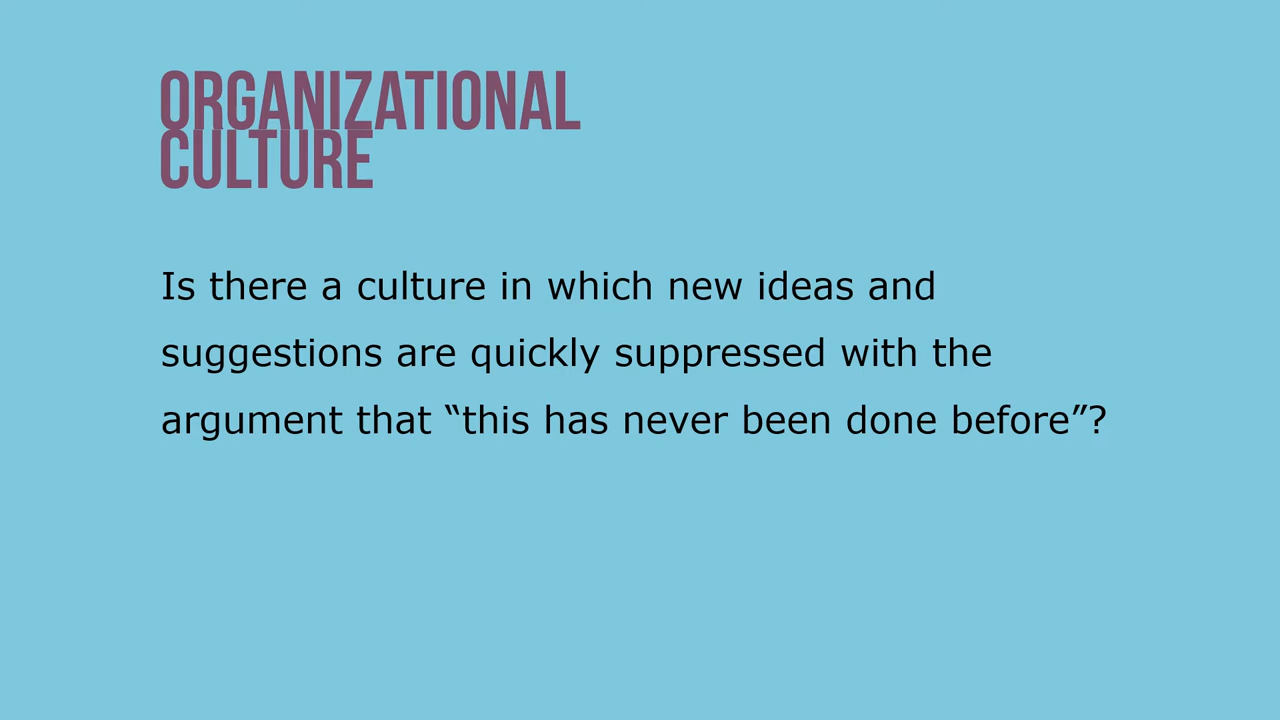 ORGANIZATIONAL
CULTURE
Is there a culture in which new ideas and
suggestions are quickly suppressed with the
argument that “this has never been done before”?